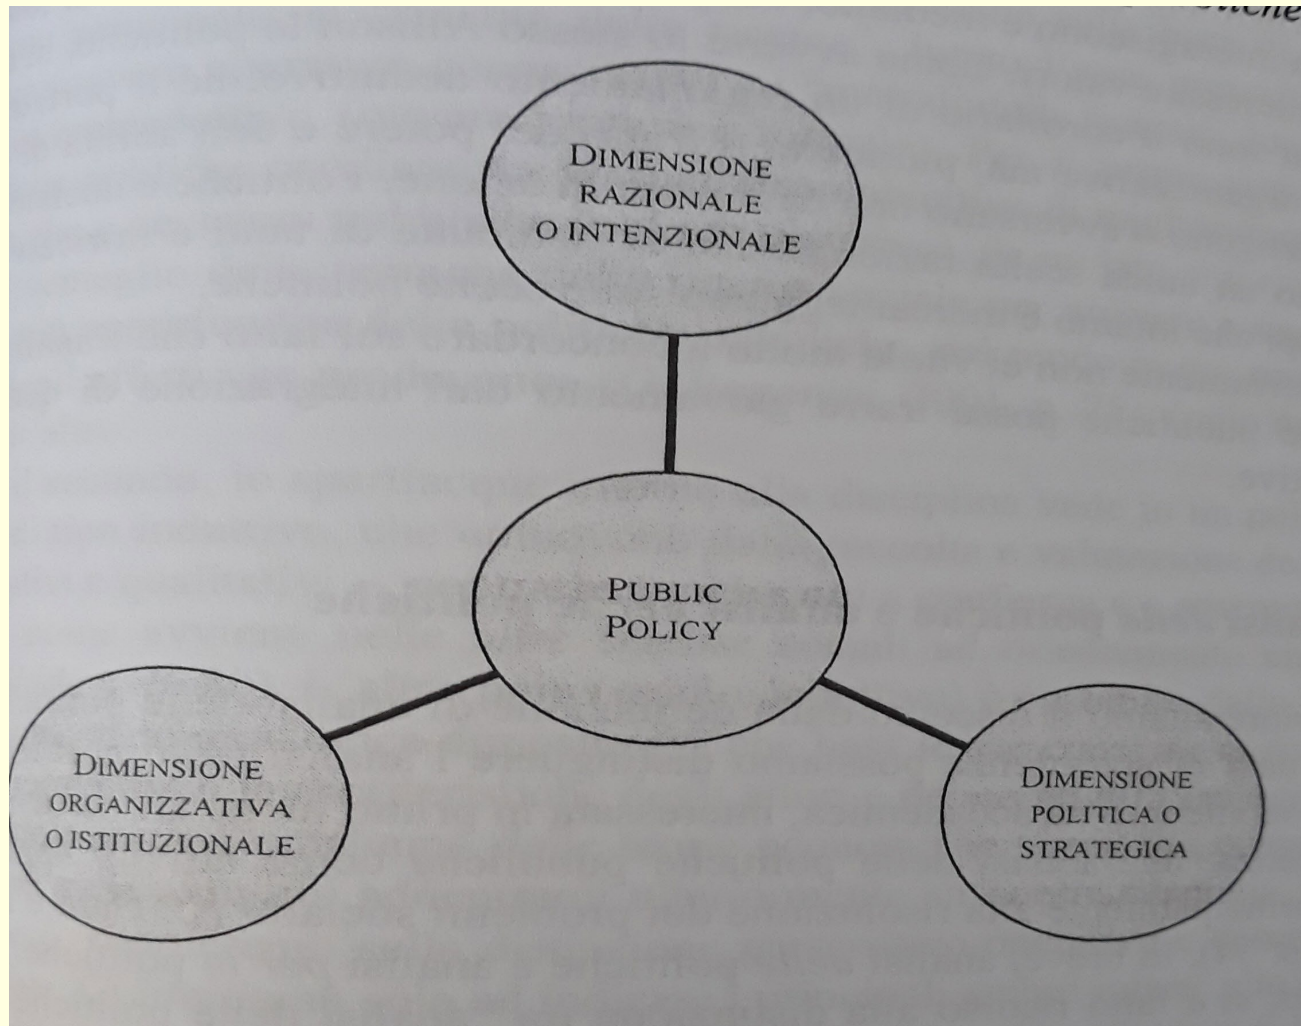 DIMENSIONE
RAZIONALE
O INTENZIONALE
PUBLIC
POLICY
DIMENSIONE
ORGANIZZATIVA
O ISTITUZIONALE
DIMENSIONE
POLITICA O
STRATEGICA